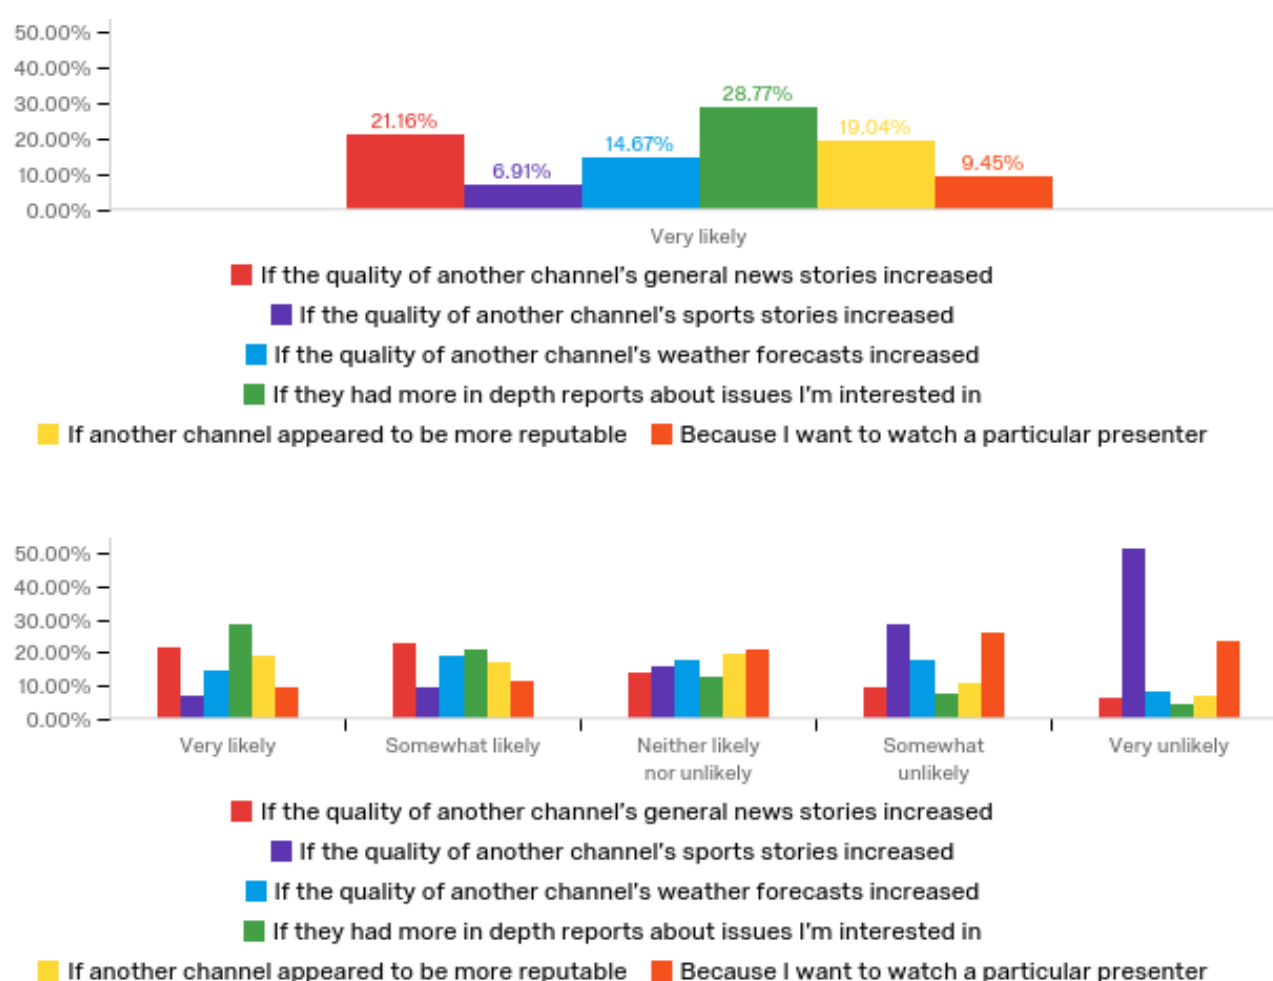 50.00%
40.00%
30.00%
20.00%
10.00%
0.00%
21.16%
6.91%
14.67%
28.77%
19.04%
9.45%
Very likely
If the quality of another channel's general news stories increased
If the quality of another channel's sports stories increased
If the quality of another channel's weather forecasts increased
If they had more in depth reports about issues I'm interested in
If another channel appeared to be more reputable Because I want to watch a particular presenter
50.00%
40.00%
30.00%
20.00%
10.00%
0.00%
Very likely Somewhat likely Neither likely Somewhat Very unlikely
nor unlikely unlikely
If the quality of another channel's general news stories increased
If the quality of another channel's sports stories increased
If the quality of another channel's weather forecasts increased
If they had more in depth reports about issues I'm interested in
If another channel appeared to be more reputable Because I want to watch a particular presenter